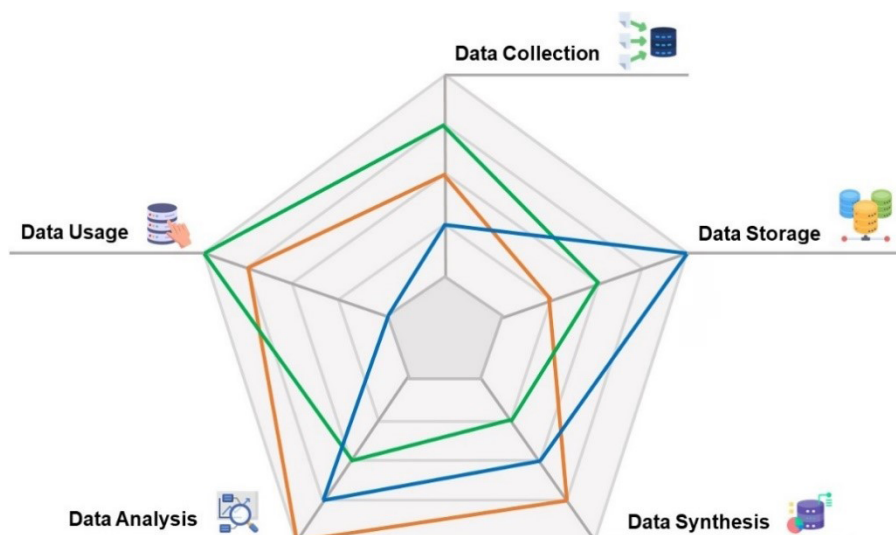 Data Collection
Data Usage
Data Storage
Data Analysis
Data Synthesis